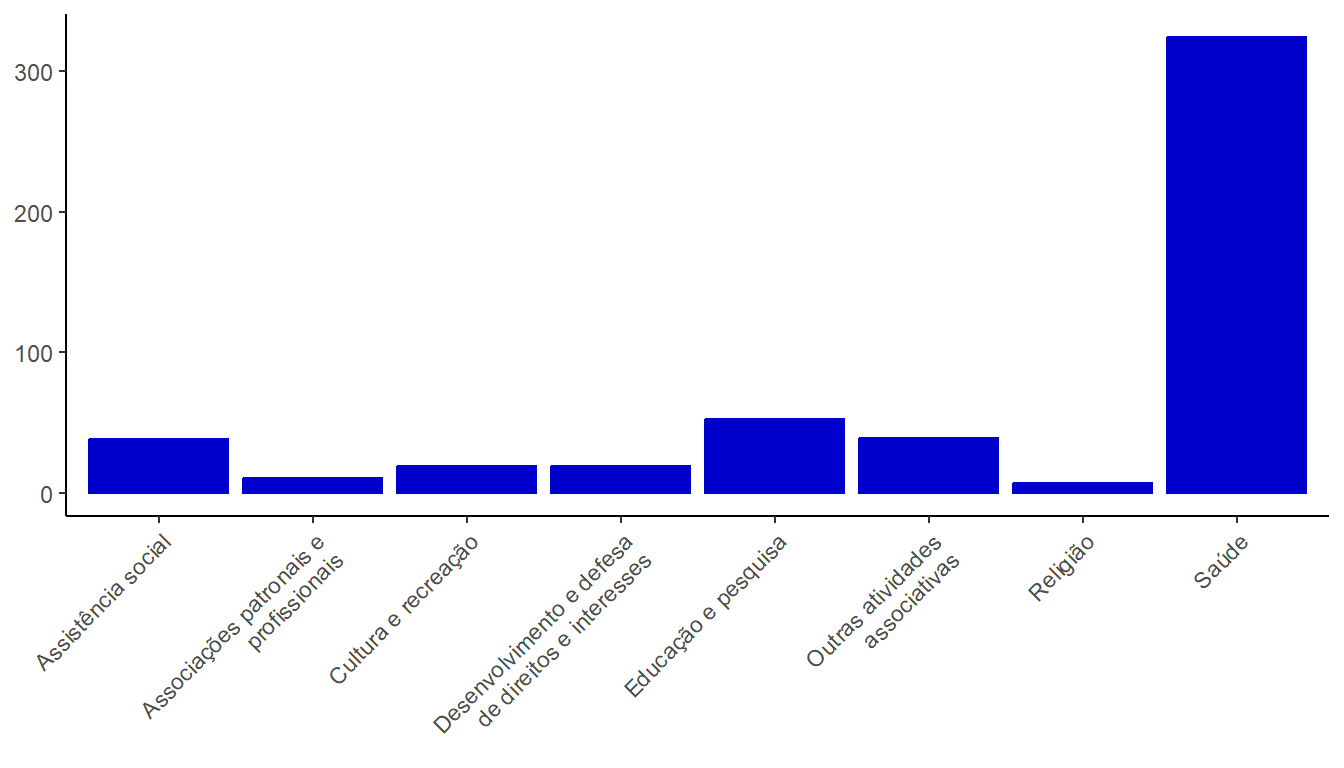 300
200
100
0
Assistência social
Associações patronais e
profissionais
Cultura e recreação
Desenvolvimento e defesa
de direitos e interesses
Educação e pesquisa
Outras atividades
associativas
Religião
Saúde